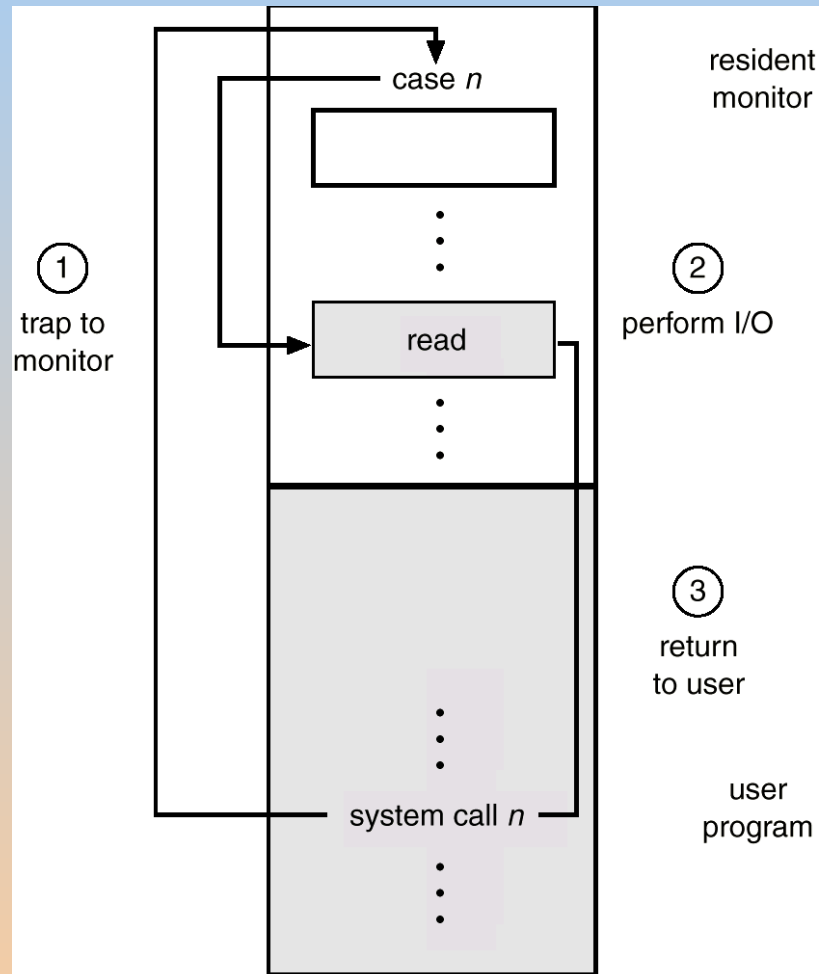 resident
monitor
case n
1
trap to
monitor
2
perform I/O
read
3
return
to user
system call n
user
program